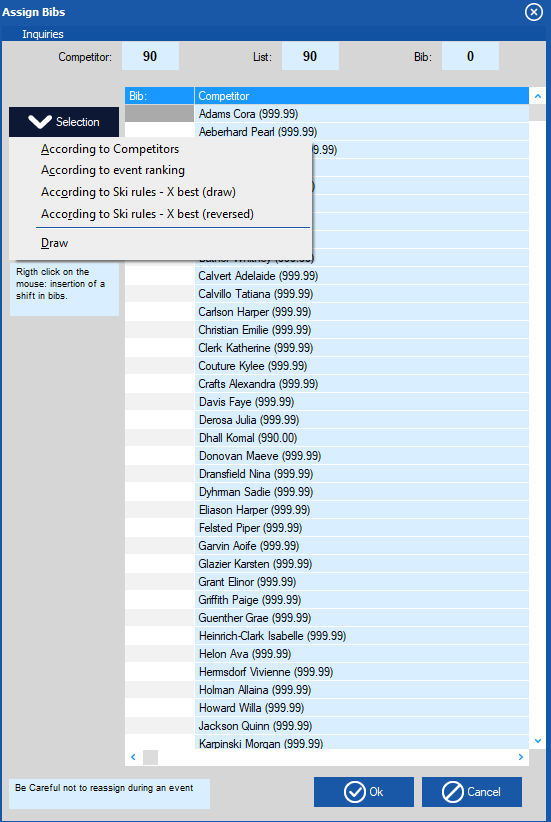 Assign Bibs
Inquiries
Competitor: 90 List: 90 Bib: 0
Bib: Competitor
Selection
According to Competitors
According to event ranking
According to Ski rules - X best (draw)
According to Ski rules - X best (reversed)
Draw
Rigth click on the
mouse: insertion of a
shift in bibs.
Adams Cora (999.99)
Aeberhard Pearl (999.99)
.99)
Calvert Adelaide (999.99)
Calvillo Tatiana (999.99)
Carlson Harper (999.99)
Christian Emilie (999.99)
Clerk Katherine (999.99)
Couture Kylee (999.99)
Crafts Alexandra (999.99)
Davis Faye (999.99)
Derosa Julia (999.99)
Dhall Komal (990.00)
Donovan Maeve (999.99)
Dransfield Nina (999.99)
Dyhrman Sadie (999.99)
Eliason Harper (999.99)
Felsted Piper (999.99)
Garvin Aoife (999.99)
Glazier Karsten (999.99)
Grant Elinor (999.99)
Griffith Paige (999.99)
Guenther Grae (999.99)
Heinrich-Clark Isabelle (999.99)
Helon Ava (999.99)
Hermsdorf Vivienne (999.99)
Holman Allaina (999.99)
Howard Willa (999.99)
Jackson Quinn (999.99)
Karpinski Morgan (999.99)
Be Careful not to reassign during an event
Ok
Cancel